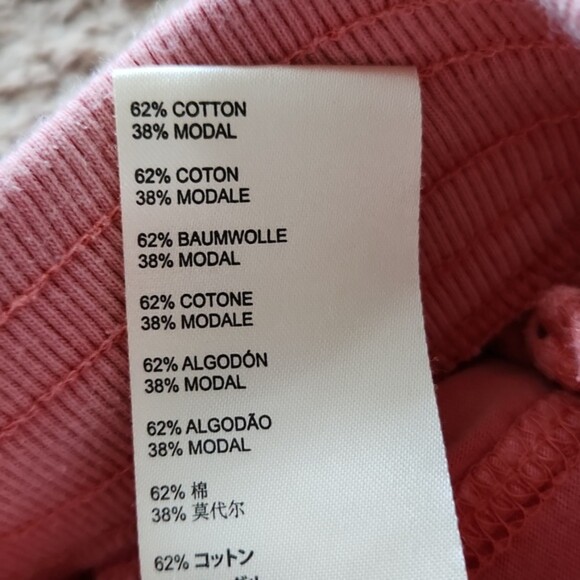 62% COTTON
38% MODAL
62% COTON
38% MODALE
62% BAUMWOLLE
38% MODAL
62% COTONE
38% MODALE
62% ALGODÓN
38% MODAL
62% ALGODÃO
38% MODAL
62% 棉
38% 莫代尔
62% コットン